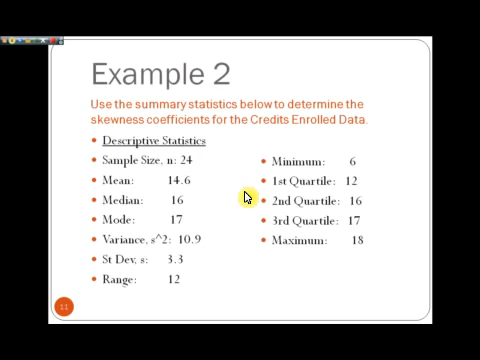 Example 2
Use the summary statistics below to determine the
skewness coefficients for the Credits Enrolled Data.
Descriptive Statistics
Sample Size, n: 24
Mean: 14.6
Median: 16
Mode: 17
Variance, s^2: 10.9
St Dev, s: 3.3
Range: 12
Minimum: 6
1st Quartile: 12
2nd Quartile: 16
3rd Quartile: 17
Maximum: 18
11